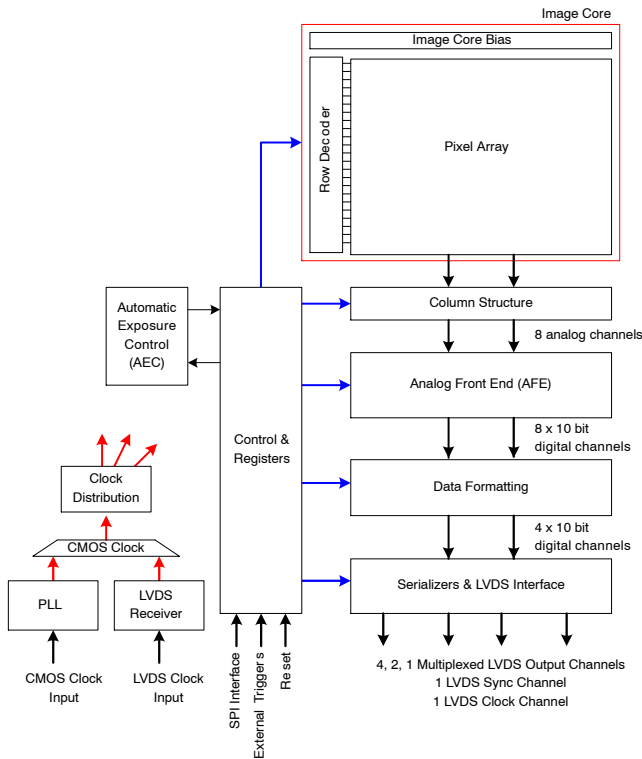 Image Core
Image Core Bias
Row Decoder
Pixel Array
Automatic
Exposure
Control
(AEC)
Column Structure
8 analog channels
Analog Front End (AFE)
Control &
Registers
8 x 10 bit
digital channels
Clock
Distribution
Data Formatting
4 x 10 bit
digital channels
CMOS Clock
PLL
LVDS
Receiver
Serializers & LVDS Interface
CMOS Clock
Input
LVDS Clock
Input
SPI Interface
External Triggers
Reset
4, 2, 1 Multiplexed LVDS Output Channels
1 LVDS Sync Channel
1 LVDS Clock Channel